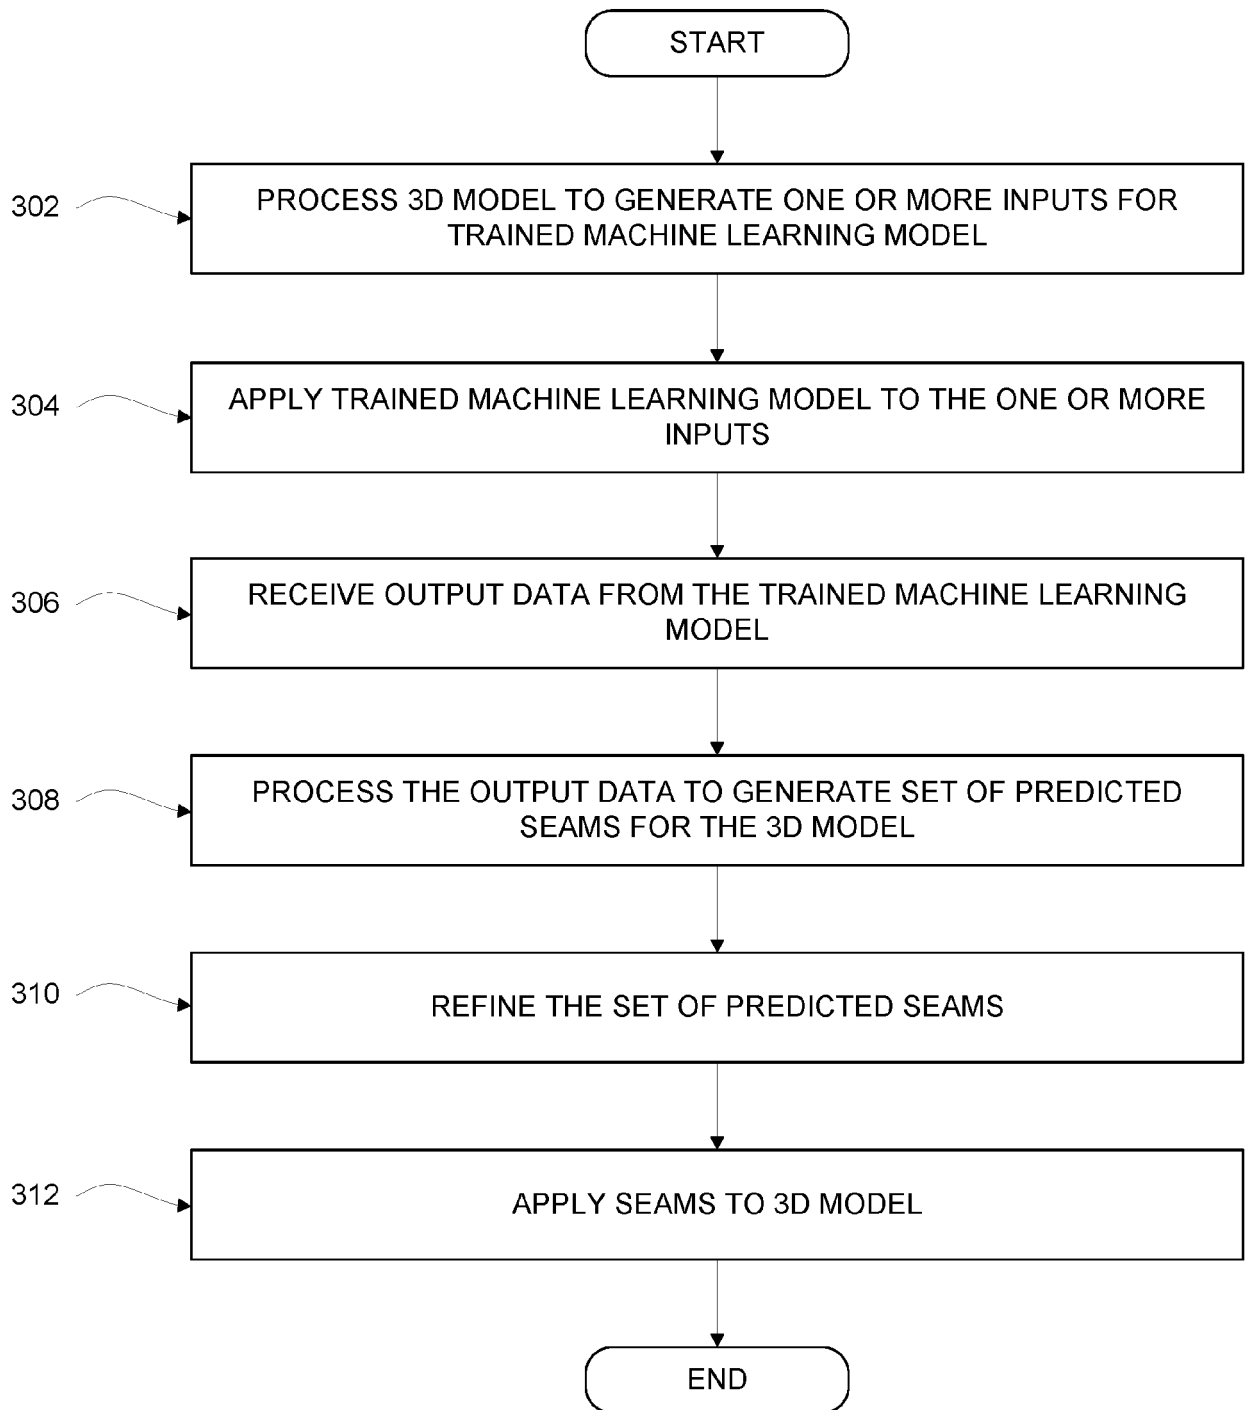 START
302
PROCESS 3D MODEL TO GENERATE ONE OR MORE INPUTS FOR
TRAINED MACHINE LEARNING MODEL
304
APPLY TRAINED MACHINE LEARNING MODEL TO THE ONE OR MORE
INPUTS
306
RECEIVE OUTPUT DATA FROM THE TRAINED MACHINE LEARNING
MODEL
308
PROCESS THE OUTPUT DATA TO GENERATE SET OF PREDICTED
SEAMS FOR THE 3D MODEL
310
REFINE THE SET OF PREDICTED SEAMS
312
APPLY SEAMS TO 3D MODEL
END